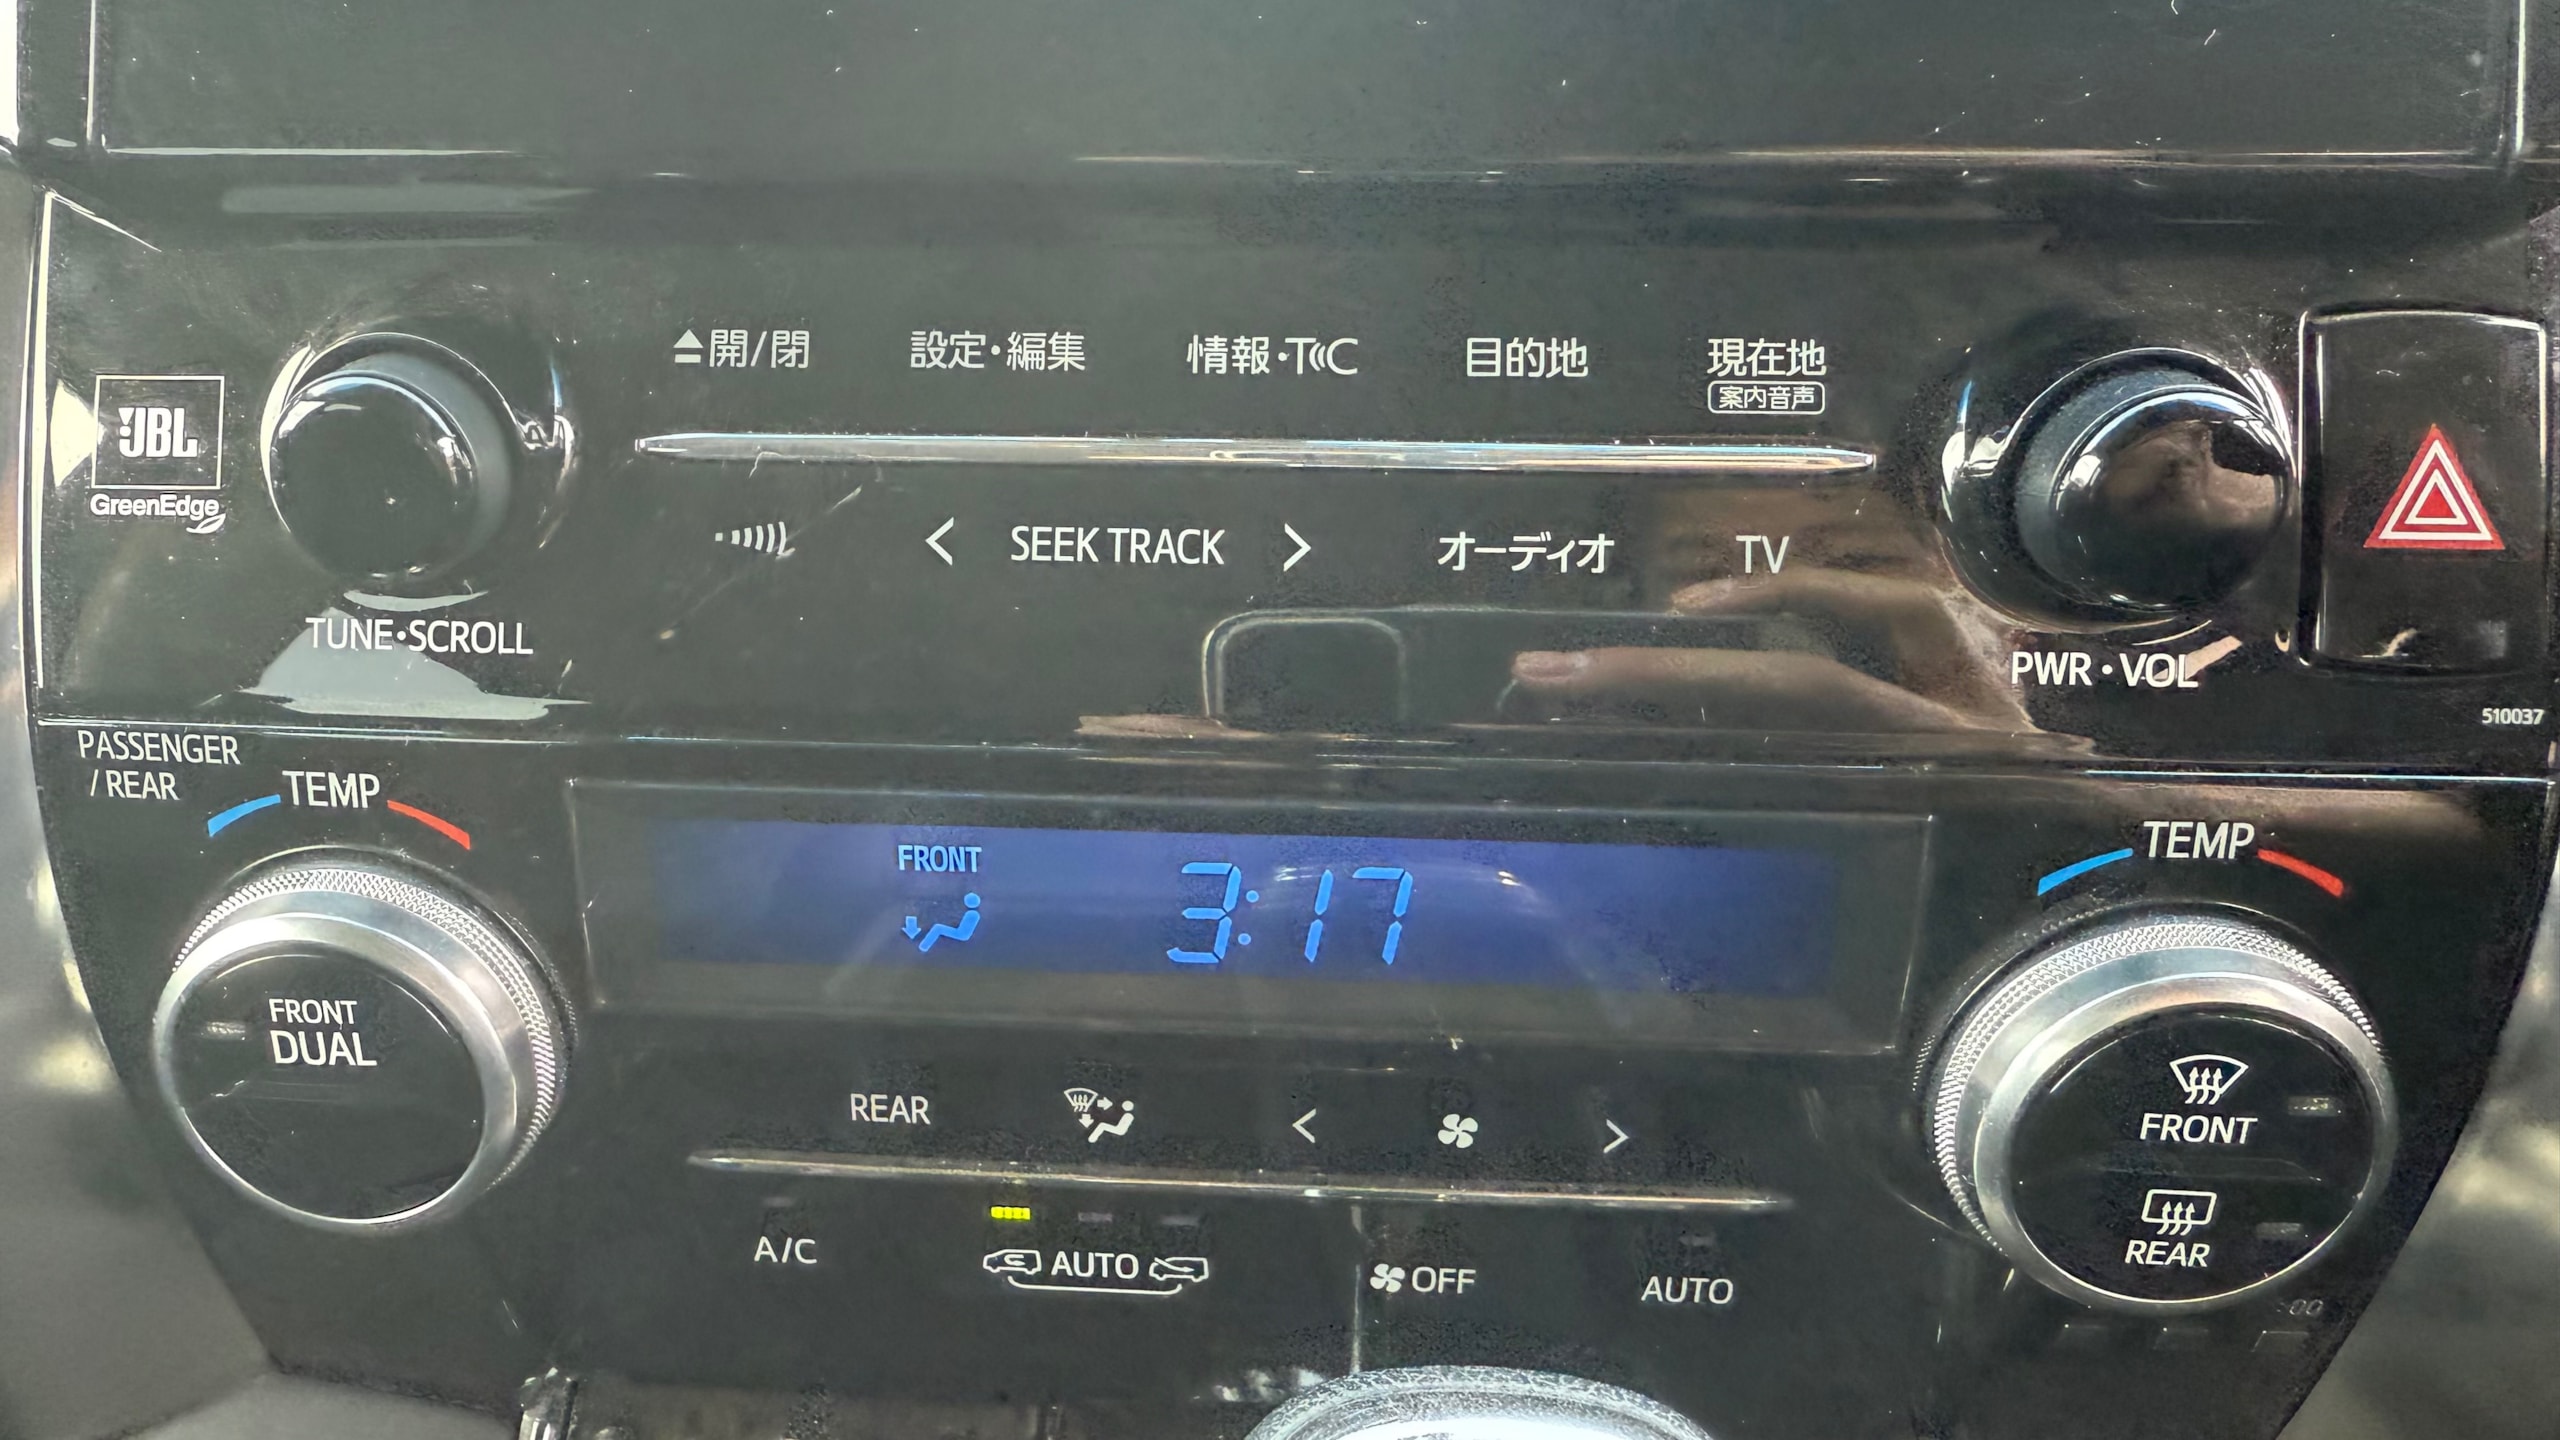 開/閉
設定・編集
情報・TC
目的地
現在地
案内音声
JBL
GreenEdge
SEEK TRACK
オーディオ
TV
TUNE・SCROLL
PWR・VOL
510037
PASSENGER
/ REAR
TEMP
TEMP
FRONT
3:17
FRONT
DUAL
REAR
FRONT
REAR
A/C
AUTO
OFF
AUTO